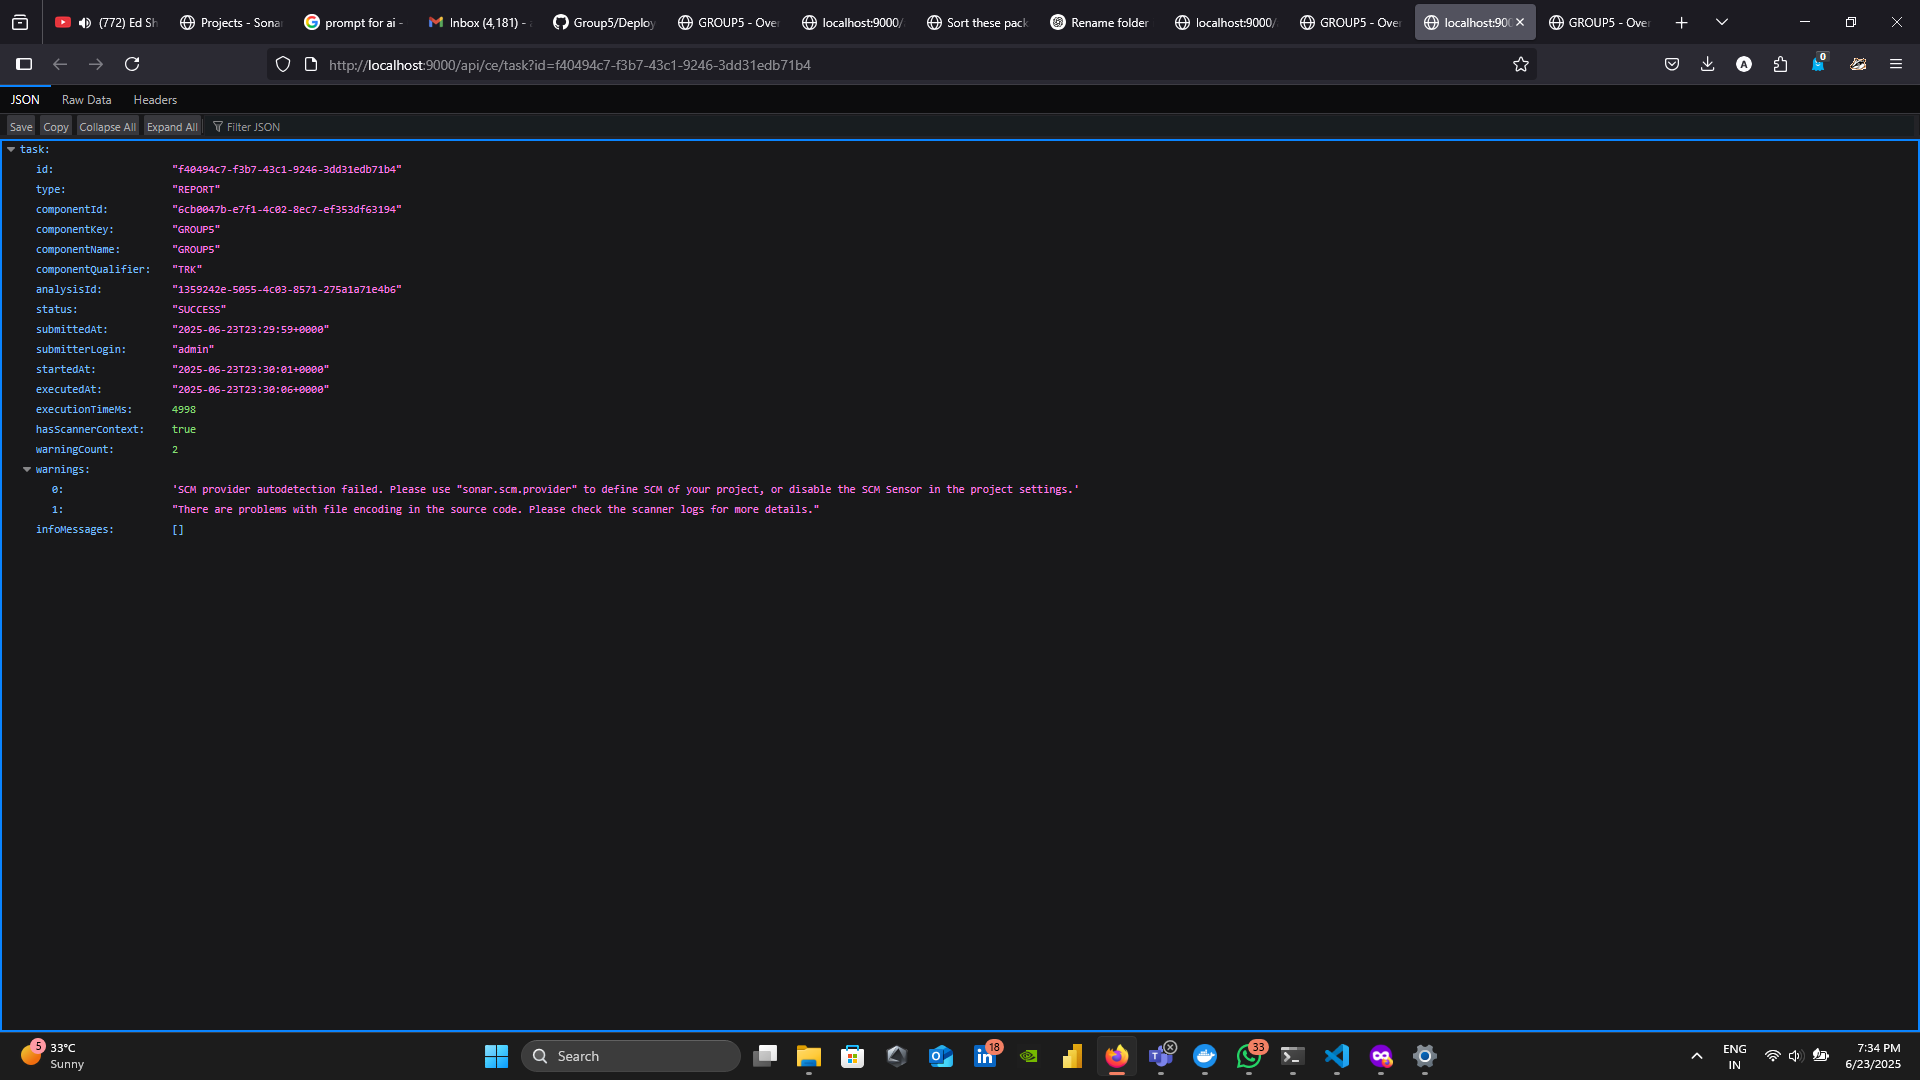 (772) Ed Sh
Projects - Sona
prompt for ai -
Inbox (4,181) -
Group5/Deploy
GROUP5 - Over
localhost:9000/
Sort these pack
Rename folder
localhost:9000/
GROUP5 - Over
localhost:900
GROUP5 - Over
http://localhost:9000/api/ce/task?id=f40494c7-f3b7-43c1-9246-3dd31edb71b4
A
0
JSON Raw Data Headers
Save Copy Collapse All Expand All Filter JSON
task:
id: "f40494c7-f3b7-43c1-9246-3dd31edb71b4"
type: "REPORT"
componentId: "6cb0047b-e7f1-4c02-8ec7-ef353df63194"
componentKey: "GROUP5"
componentName: "GROUP5"
componentQualifier: "TRK"
analysisId: "1359242e-5055-4c03-8571-275a1a71e4b6"
status: "SUCCESS"
submittedAt: "2025-06-23T23:29:59+0000"
submitterLogin: "admin"
startedAt: "2025-06-23T23:30:01+0000"
executedAt: "2025-06-23T23:30:06+0000"
executionTimeMs: 4998
hasScannerContext: true
warningCount: 2
warnings:
0: 'SCM provider autodetection failed. Please use "sonar.scm.provider" to define SCM of your project, or disable the SCM Sensor in the project settings.'
1: "There are problems with file encoding in the source code. Please check the scanner logs for more details."
infoMessages: []
5
33°C
Sunny
Search
18
33
ENG
IN
7:34 PM
6/23/2025